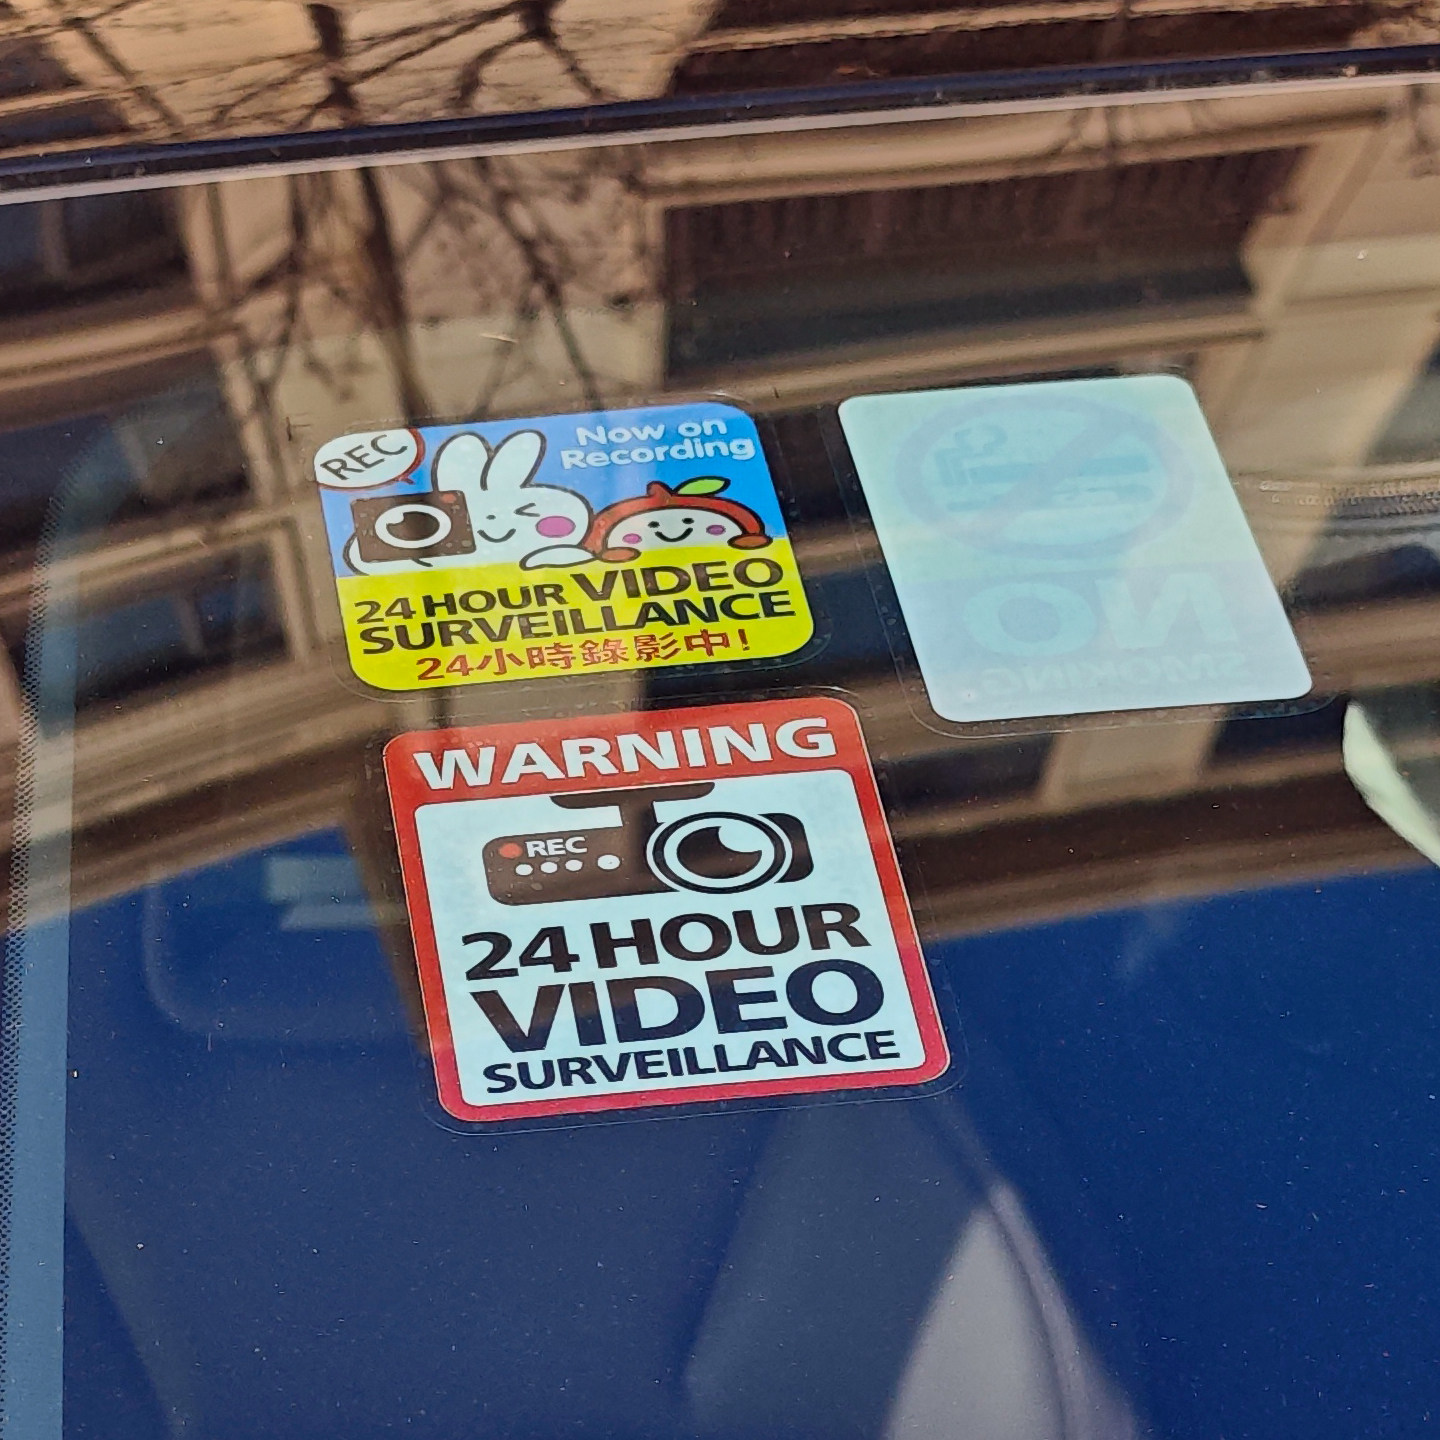 REC
Now on
Recording
24 HOUR VIDEO
SURVEILLANCE
24小時錄影中!
NO
SMOKING
WARNING
REC
24 HOUR
VIDEO
SURVEILLANCE